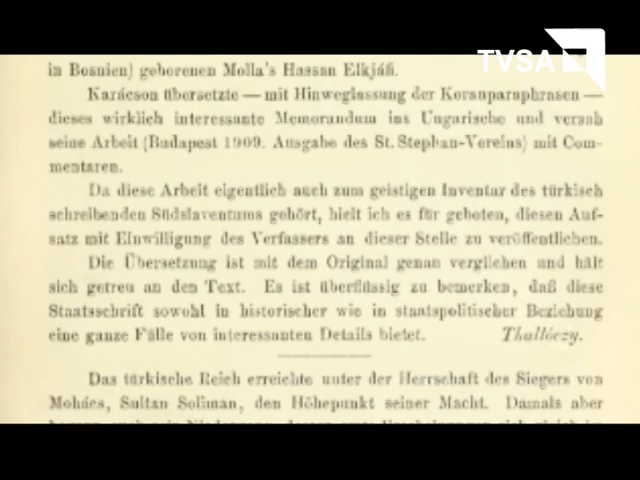 TVSA
in Bosnien) geborenen Molla's Hassan Elkjáfi.
Karácson übersetzte — mit Hinweglassung der Koranparaphrasen —
dieses wirklich interessante Memorandum ins Ungarische und versah
seine Arbeit (Budapest 1909. Ausgabe des St. Stephan-Vereins) mit Com-
mentaren.
Da diese Arbeit eigentlich auch zum geistigen Inventar des türkisch
schreibenden Südslaventums gehört, hielt ich es für geboten, diesen Auf-
satz mit Einwilligung des Verfassers an dieser Stelle zu veröffentlichen.
Die Übersetzung ist mit dem Original genau verglichen und hält
sich getreu an den Text. Es ist überflüssig zu bemerken, daß diese
Staatsschrift sowohl in historischer wie in staatspolitischer Beziehung
eine ganze Fülle von interessanten Details bietet. Thallóczy.
Das türkische Reich erreichte unter der Herrschaft des Siegers von
Mohács, Sultan Soliman, den Höhepunkt seiner Macht. Damals aber